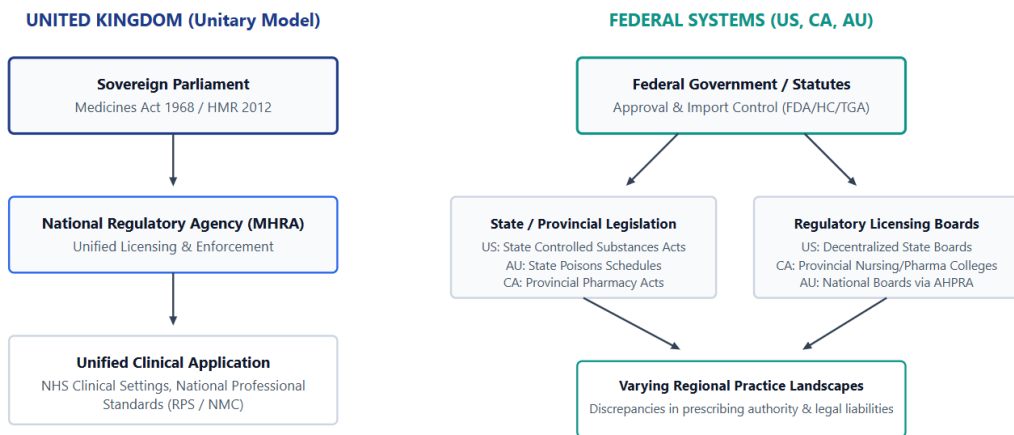 UNITED KINGDOM (Unitary Model)
Sovereign Parliament
Medicines Act 1968 / HMR 2012
National Regulatory Agency (MHRA)
Unified Licensing & Enforcement
Unified Clinical Application
NHS Clinical Settings, National Professional
Standards (RPS / NMC)
FEDERAL SYSTEMS (US, CA, AU)
Federal Government / Statutes
Approval & Import Control (FDA/HC/TGA)
State / Provincial Legislation
US: State Controlled Substances Acts
AU: State Poisons Schedules
CA: Provincial Pharmacy Acts
Regulatory Licensing Boards
US: Decentralized State Boards
CA: Provincial Nursing/Pharma Colleges
AU: National Boards via AHPRA
Varying Regional Practice Landscapes
Discrepancies in prescribing authority & legal liabilities